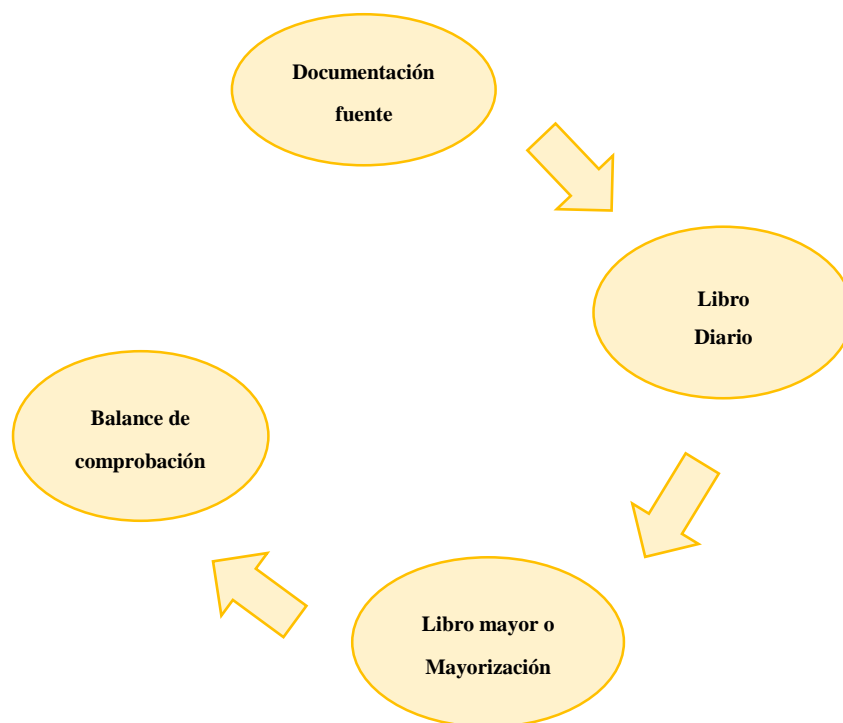 Documentación
fuente
Libro
Diario
Libro mayor o
Mayorización
Balance de
comprobación